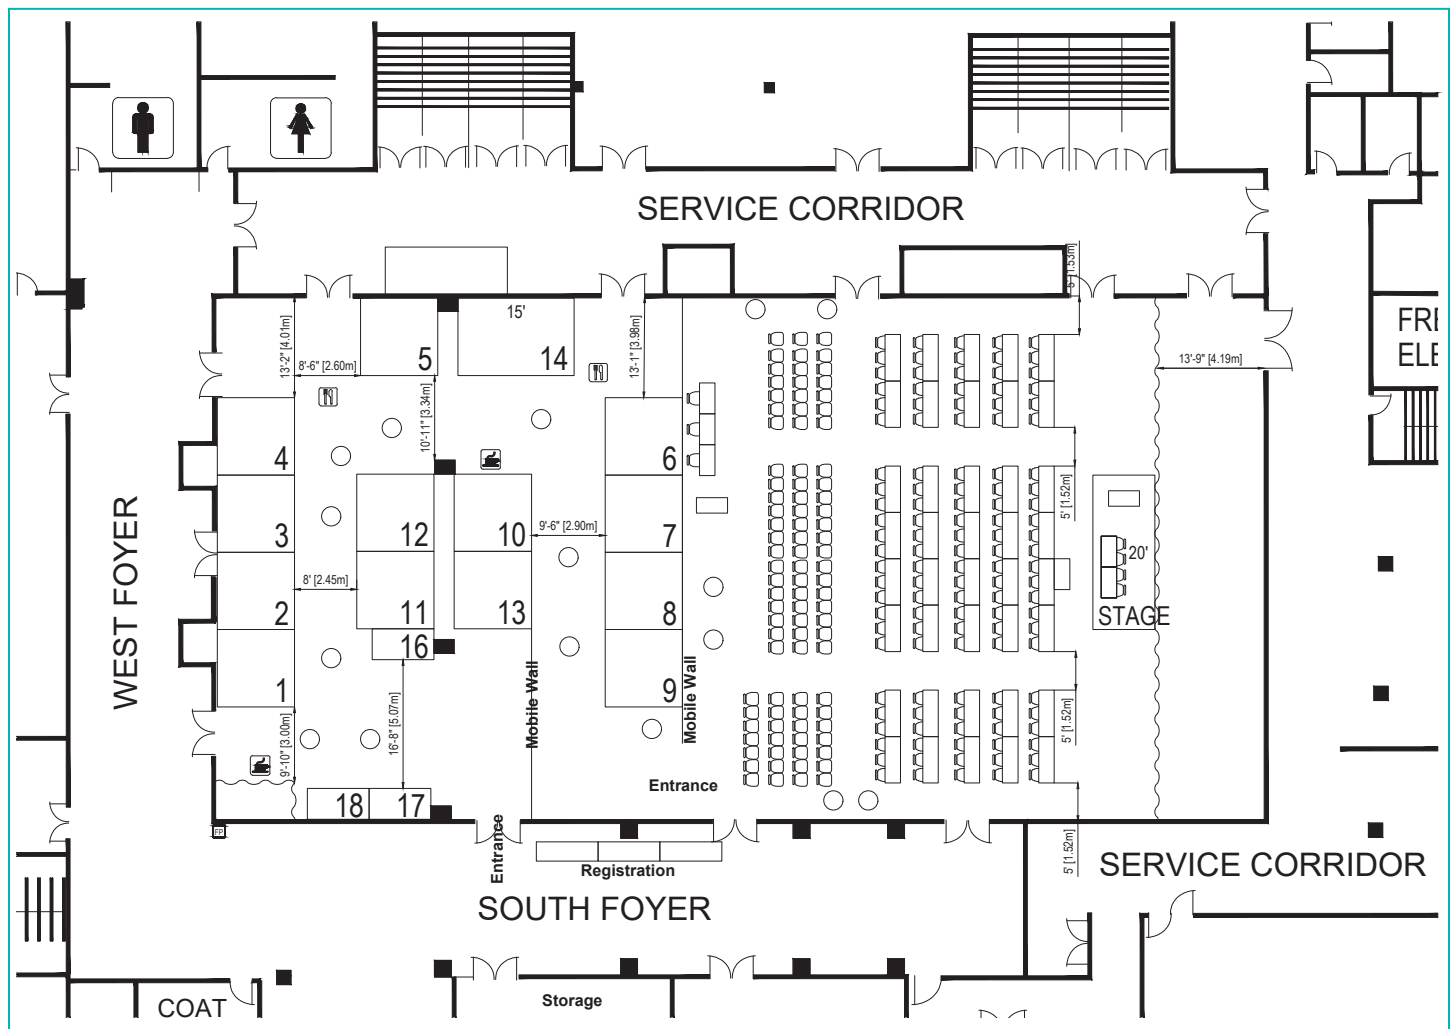 SERVICE CORRIDOR
5' [1.53m]
15'
13'-2" [4.01m]
8'-6" [2.60m]
5
14
13'-1" [3.98m]
13'-9" [4.19m]
FRE
ELE
10'-11" [3.34m]
4
6
3
12
10
9'-6" [2.90m]
7
5' [1.52m]
20'
WEST FOYER
8' [2.45m]
2
11
13
8
STAGE
16
1
9
Mobile Wall
Mobile Wall
16'-8" [5.07m]
9'-10" [3.00m]
5' [1.52m]
Entrance
18
17
FP
Entrance
Registration
5' [1.52m]
SERVICE CORRIDOR
SOUTH FOYER
Storage
COAT